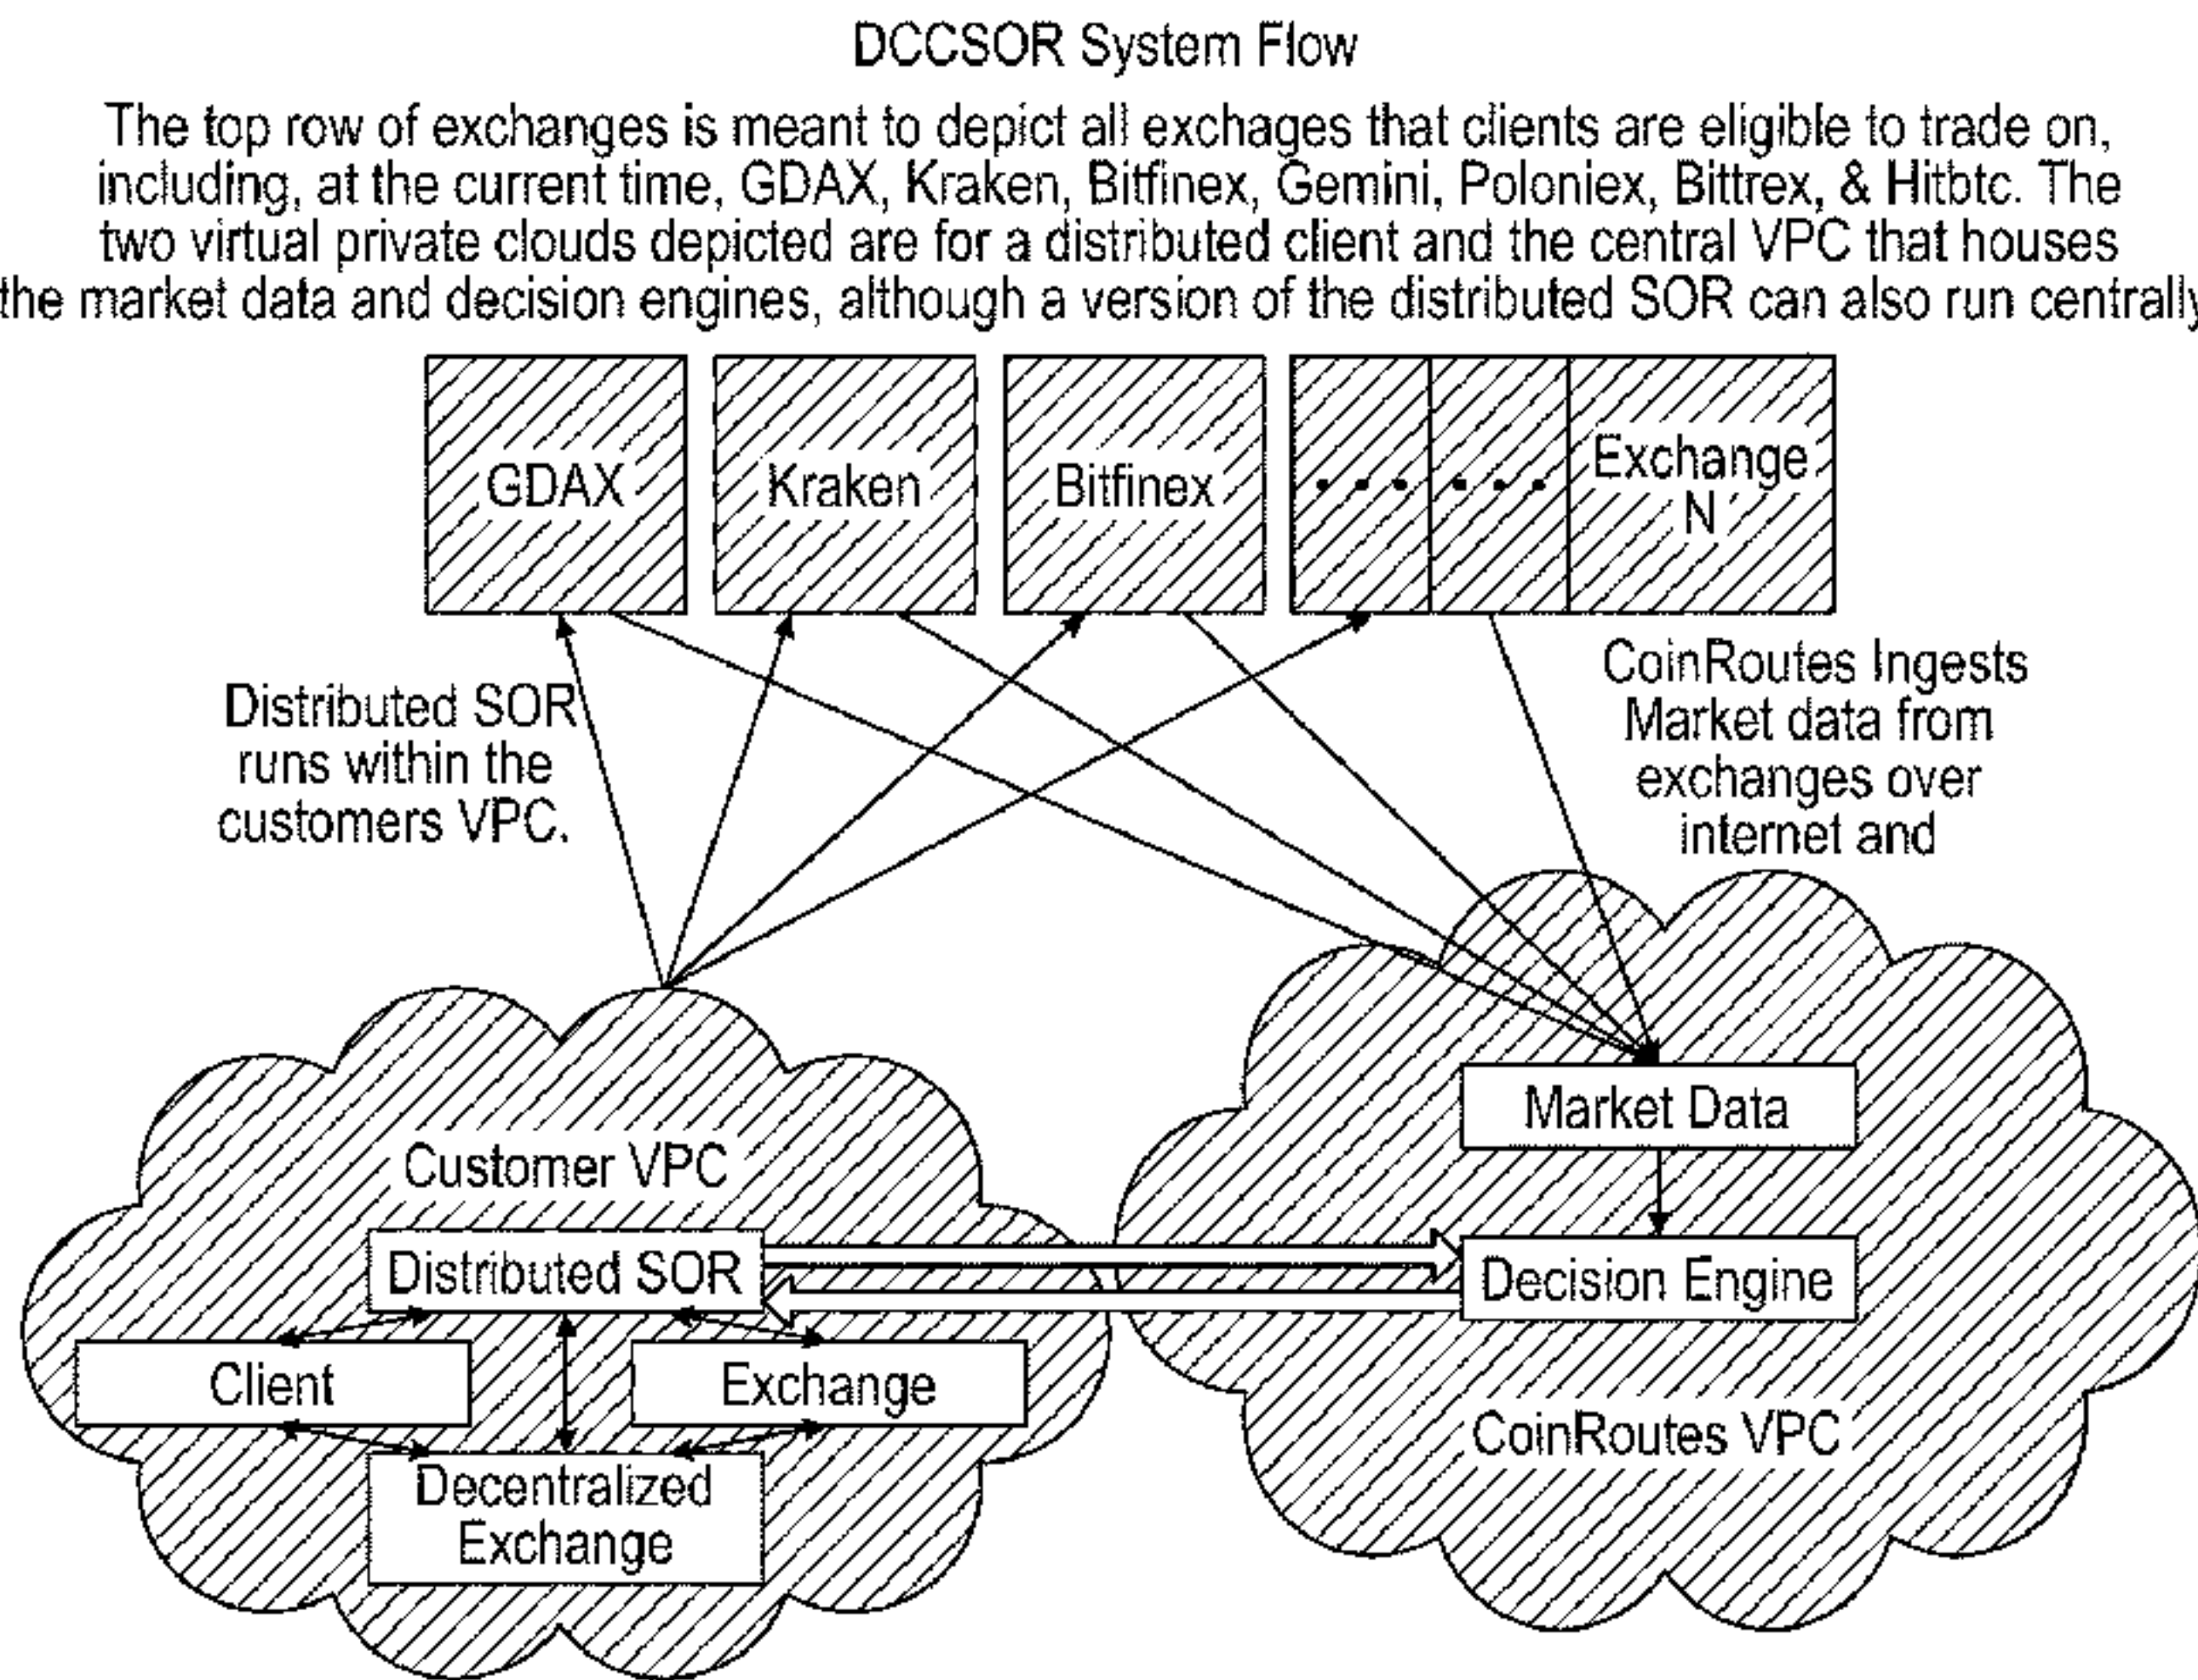 DCCSOR System Flow
The top row of exchanges is meant to depict all exchages that clients are eligible to trade on,
including, at the current time, GDAX, Kraken, Bitfinex, Gemini, Poloniex, Bittrex, & Hitbtc. The
two virtual private clouds depicted are for a distributed client and the central VPC that houses
the market data and decision engines, although a version of the distributed SOR can also run centrally
GDAX
Kraken
Bitfinex
• • •
• • •
Exchange
N
Distributed SOR
runs within the
customers VPC.
CoinRoutes Ingests
Market data from
exchanges over
internet and
Customer VPC
Distributed SOR
Client
Exchange
Decentralized
Exchange
Market Data
Decision Engine
CoinRoutes VPC